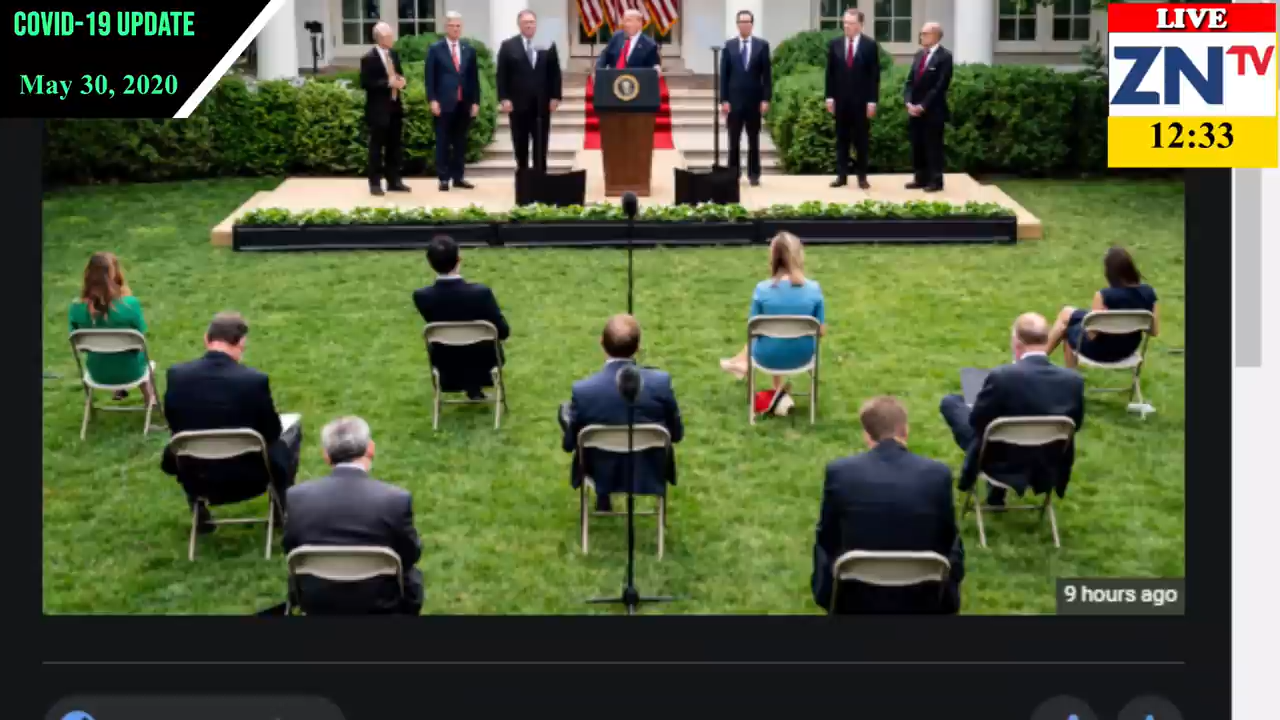 COVID-19 UPDATE
May 30, 2020
LIVE
ZN TV
12:33
9 hours ago